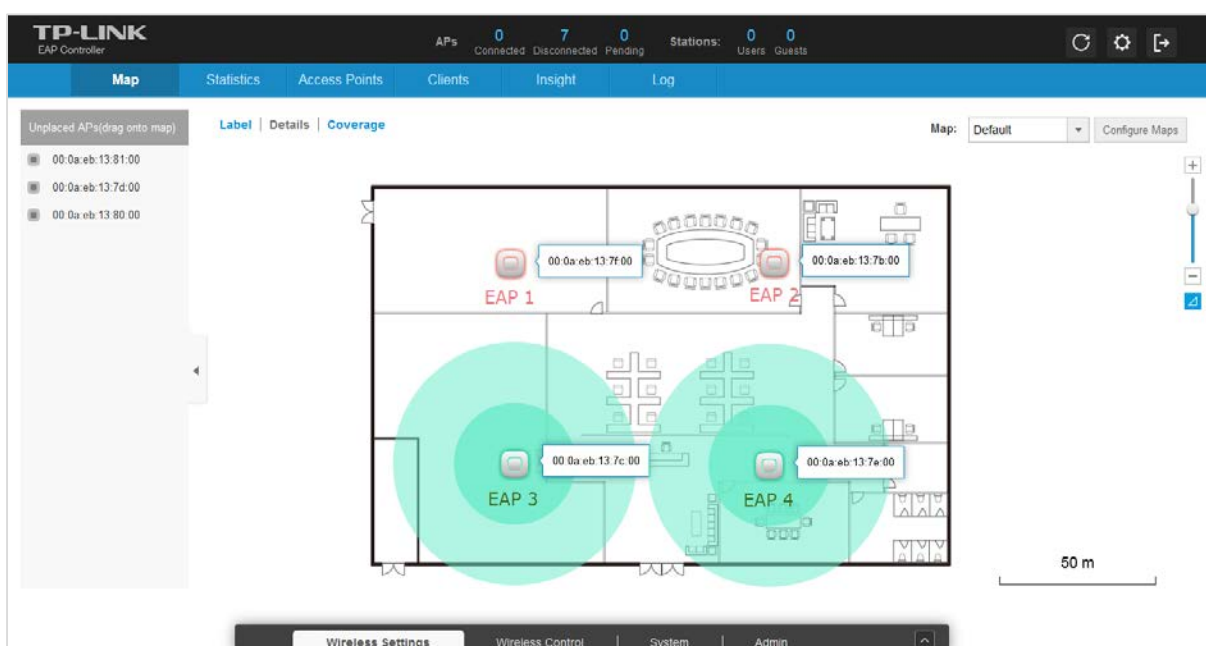 TP-LINK
EAP Controller
APs 0 Connected 7 Disconnected 0 Pending Stations: 0 Users 0 Guests
Map Statistics Access Points Clients Insight Log
Unplaced APs(drag onto map)
00:0a:eb:13:81:00
00:0a:eb:13:7d:00
00:0a:eb:13:80:00
Label | Details | Coverage
Map: Default Configure Maps
00:0a:eb:13:7f:00
EAP 1
00:0a:eb:13:7b:00
EAP 2
00:0a:eb:13:7c:00
EAP 3
00:0a:eb:13:7e:00
EAP 4
50 m
Wireless Settings Wireless Control | System | Admin